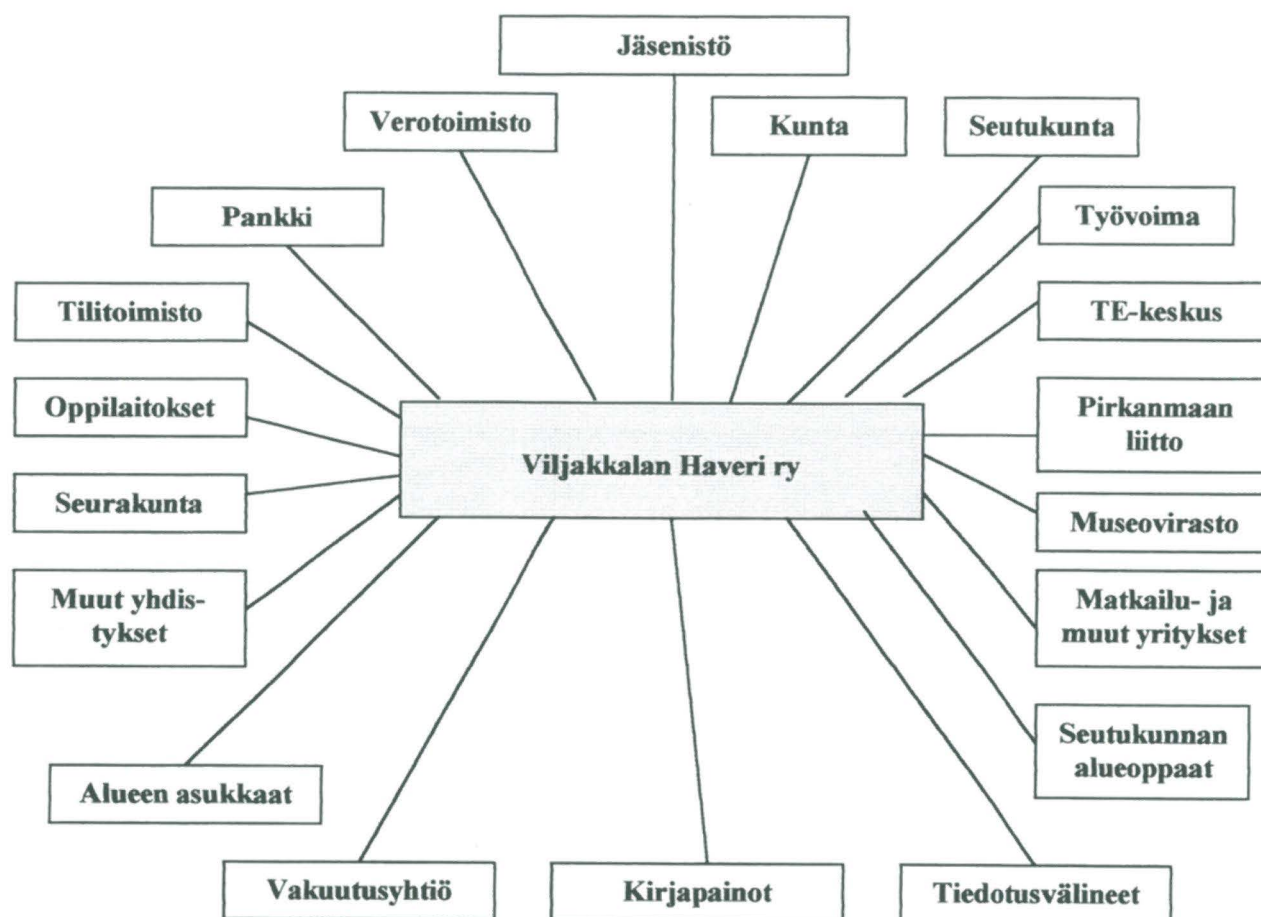 Jäsenistö
Verotoimisto
Kunta
Seutukunta
Pankki
Työvoima
Tilitoimisto
TE-keskus
Oppilaitokset
Pirkanmaan
liitto
Viljakkalan Haveri ry
Seurakunta
Museovirasto
Muut yhdis-
tykset
Matkailu- ja
muut yritykset
Seutukunnan
alueoppaat
Alueen asukkaat
Vakuutusyhtiö
Kirjapainot
Tiedotusvälineet